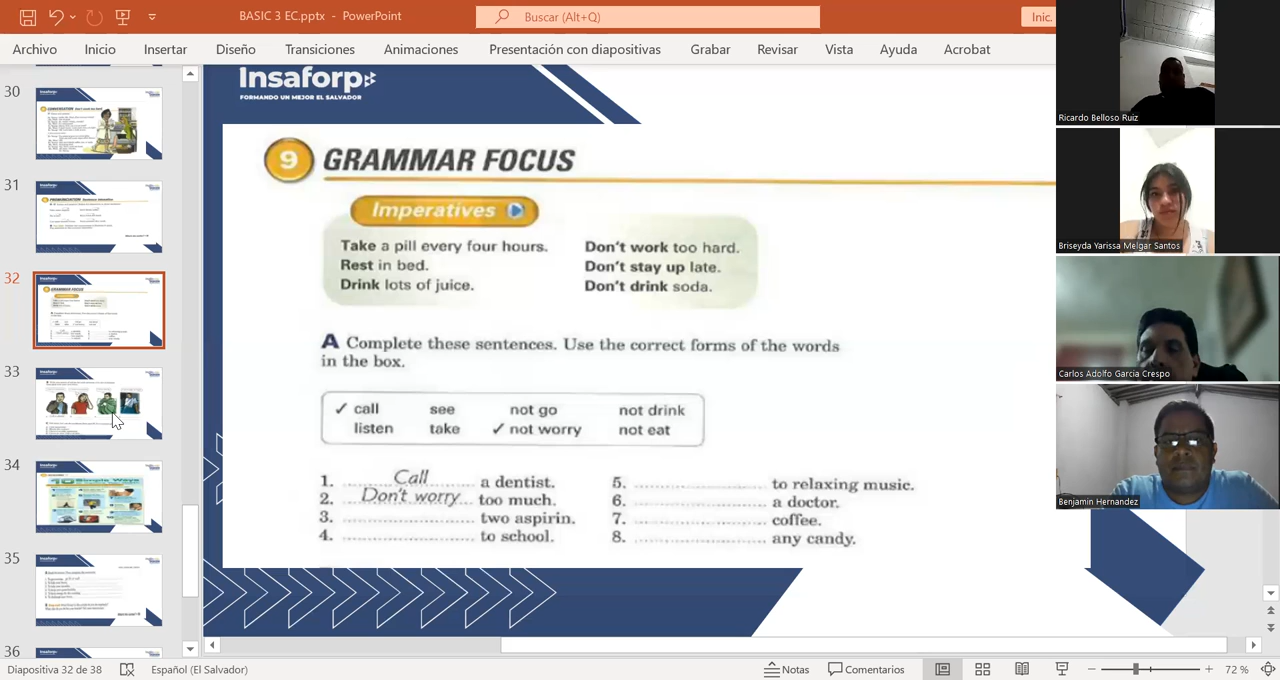 BASIC 3 EC.pptx - PowerPoint
Buscar (Alt+Q)
Inic.
Archivo Inicio Insertar Diseño Transiciones Animaciones Presentación con diapositivas Grabar Revisar Vista Ayuda Acrobat
30
31
32
33
34
35
36
Insaforp
FORMANDO UN MEJOR EL SALVADOR
9 GRAMMAR FOCUS
Imperatives
Take a pill every four hours. Don't work too hard.
Rest in bed. Don't stay up late.
Drink lots of juice. Don't drink soda.
A Complete these sentences. Use the correct forms of the words
in the box.
✓ call see not go not drink
listen take ✓ not worry not eat
1. Call a dentist. 5. .......................... to relaxing music.
2. Don't worry too much. 6. .......................... a doctor.
3. .......................... two aspirin. 7. .......................... coffee.
4. .......................... to school. 8. .......................... any candy.
Ricardo Belloso Ruiz
Briseyda Yarissa Melgar Santos
Carlos Adolfo Garcia Crespo
Benjamin Hernandez
Diapositiva 32 de 38 Español (El Salvador) Notas Comentarios 72 %